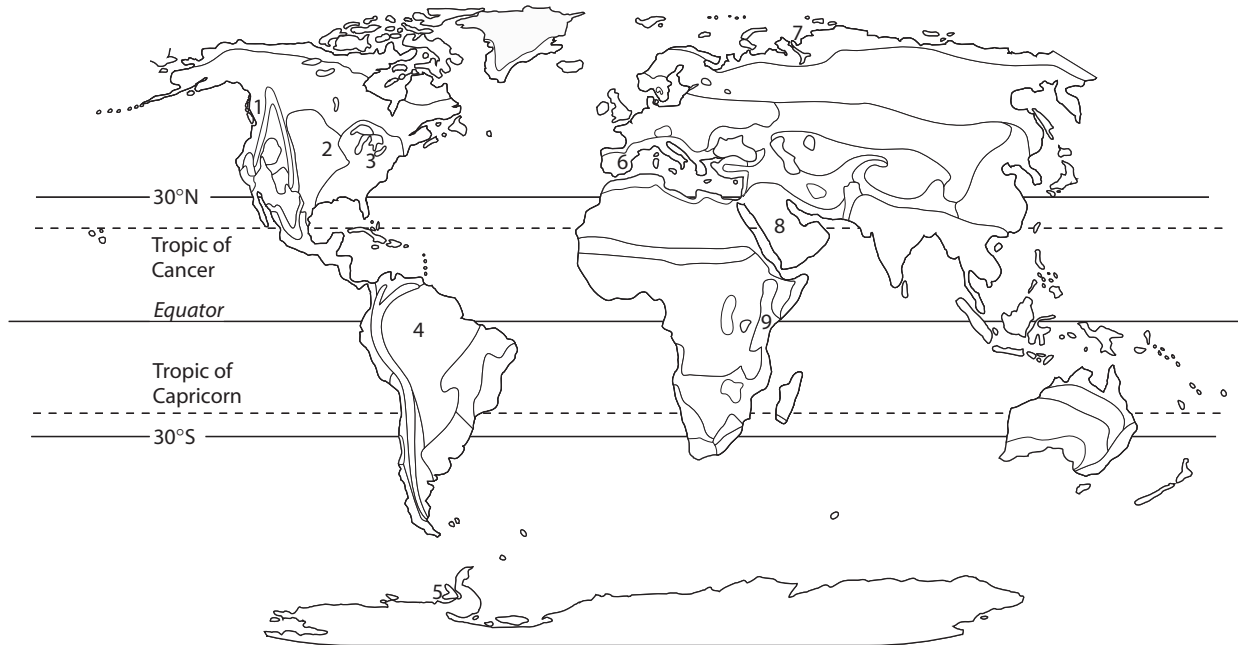 7
1
2
3
6
30°N
8
Tropic of
Cancer
Equator
4
9
Tropic of
Capricorn
30°S
5